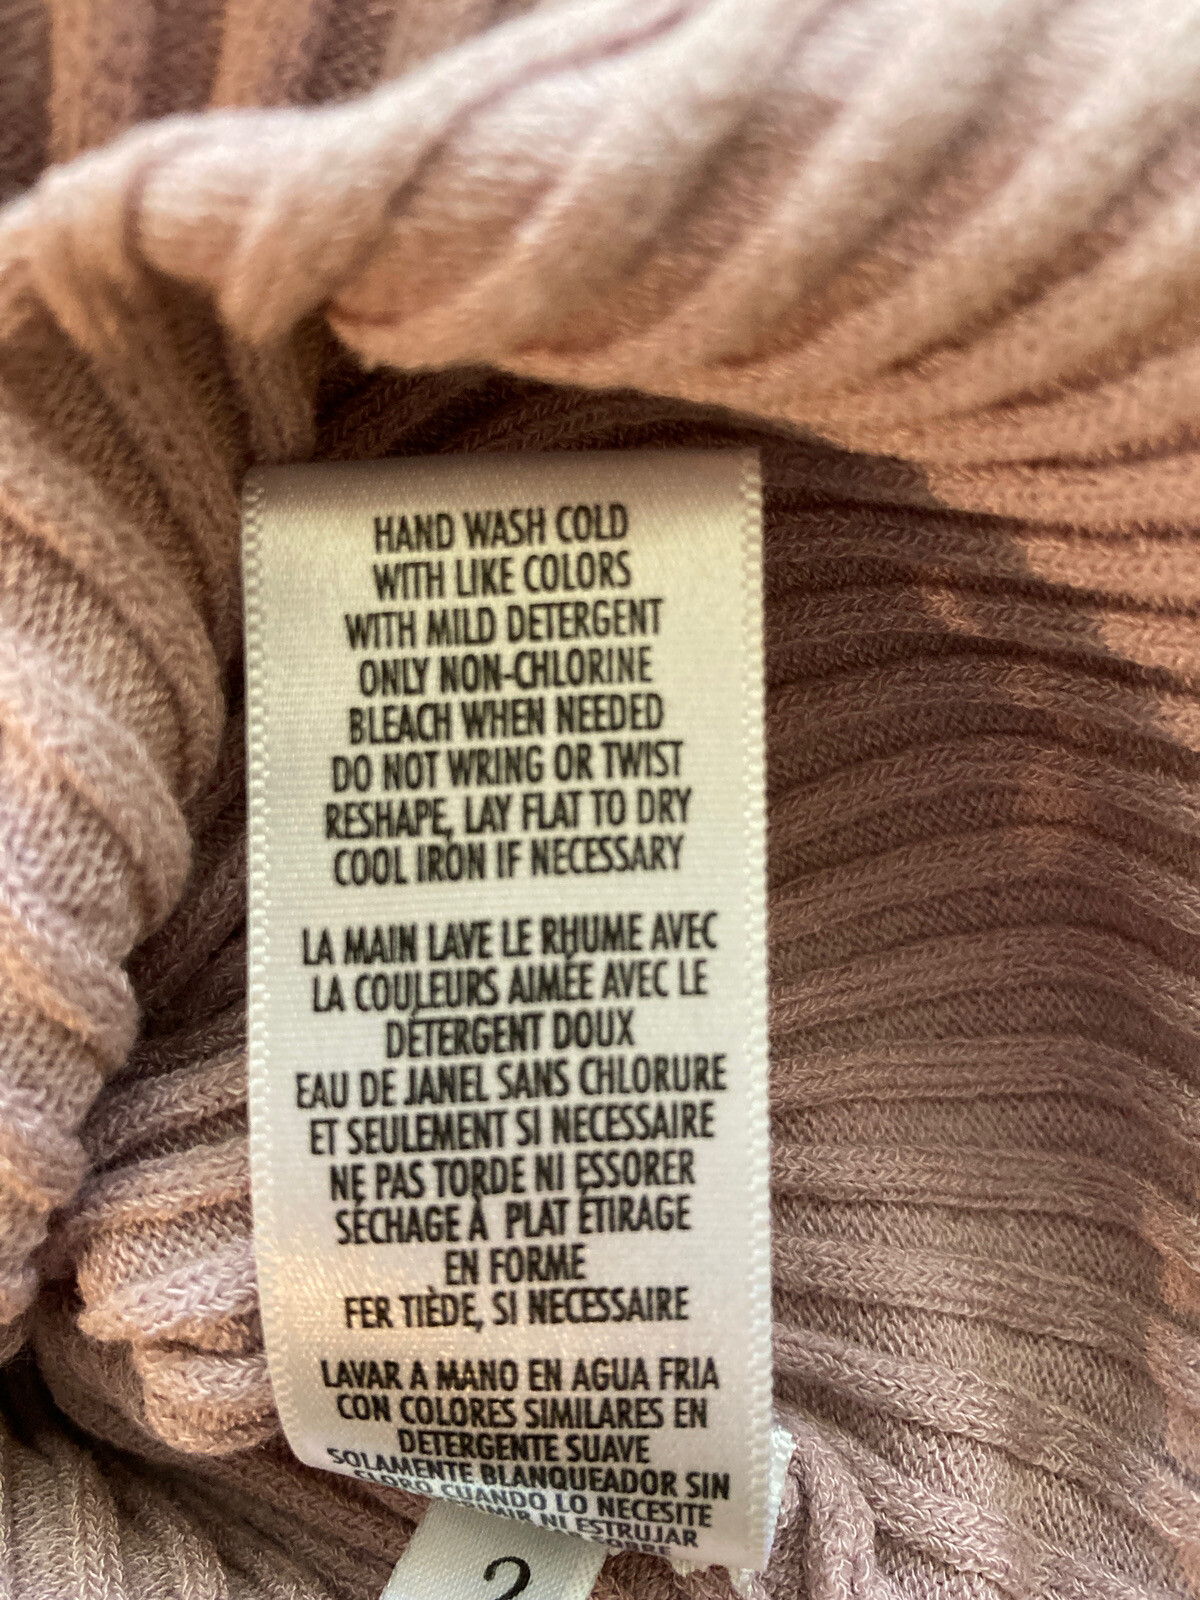 HAND WASH COLD
WITH LIKE COLORS
WITH MILD DETERGENT
ONLY NON-CHLORINE
BLEACH WHEN NEEDED
DO NOT WRING OR TWIST
RESHAPE, LAY FLAT TO DRY
COOL IRON IF NECESSARY
LA MAIN LAVE LE RHUME AVEC
LA COULEURS AIMÉE AVEC LE
DÉTERGENT DOUX
EAU DE JANEL SANS CHLORURE
ET SEULEMENT SI NECESSAIRE
NE PAS TORDE NI ESSORER
SÉCHAGE À PLAT ÉTIRAGE
EN FORME
FER TIÈDE, SI NECESSAIRE
LAVAR A MANO EN AGUA FRIA
CON COLORES SIMILARES EN
DETERGENTE SUAVE
SOLAMENTE BLANQUEADOR SIN
CLORO CUANDO LO NECESITE
NI ESTRUJAR
SOBRE
2